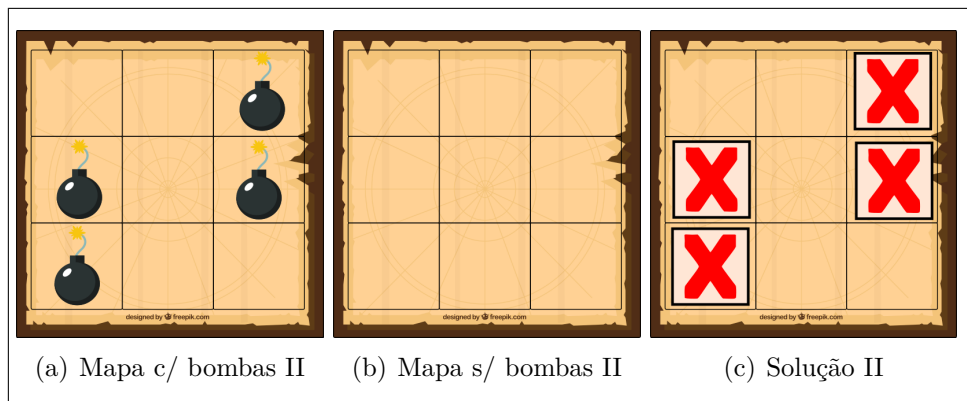 designed by freepik.com
designed by freepik.com
designed by freepik.com
(a) Mapa c/ bombas II
(b) Mapa s/ bombas II
(c) Solução II